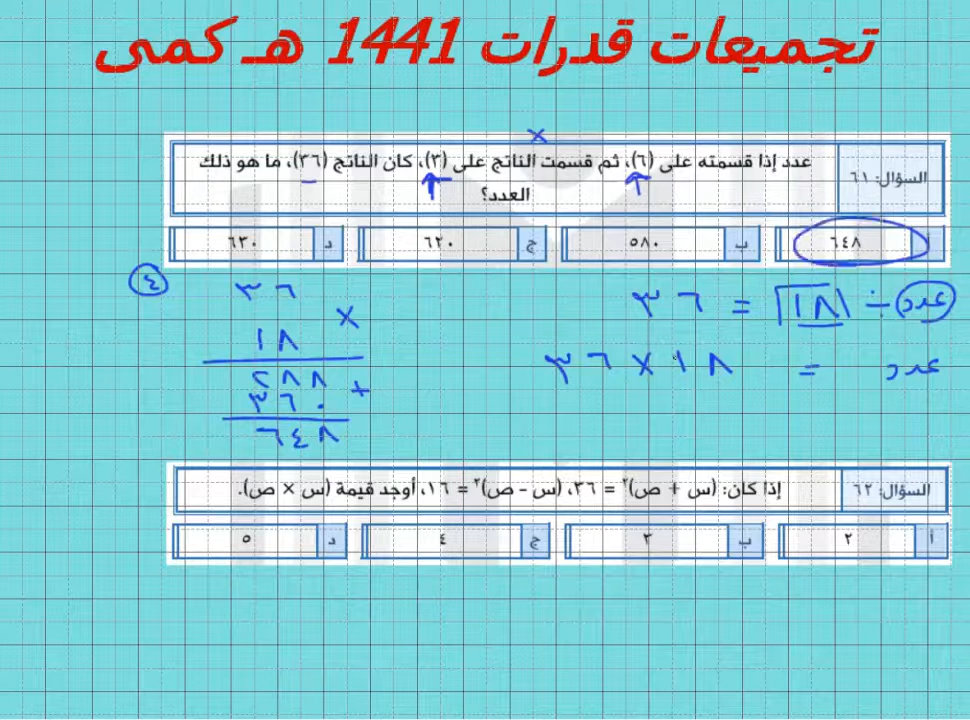 تجميعات قدرات 1441 هـ كمى
×
السؤال: ٦١
عدد إذا قسمته على (٦)، ثم قسمت الناتج على (٣)، كان الناتج (٣٦)، ما هو ذلك
العدد؟
أ ٦٤٨ ب ٥٨٠ ج ٦٢٠ د ٦٣٠
عدد ÷ ١٨ = ٣٦
عدد = ٣٦ × ١٨
٤
٣٦
×
١٨
٢٨٨
+
٣٦٠
٦٤٨
السؤال: ٦٢
إذا كان: (س + ص)٢ = ٣٦، (س - ص)٢ = ١٦، أوجد قيمة (س × ص).
أ ٢ ب ٣ ج ٤ د ٥